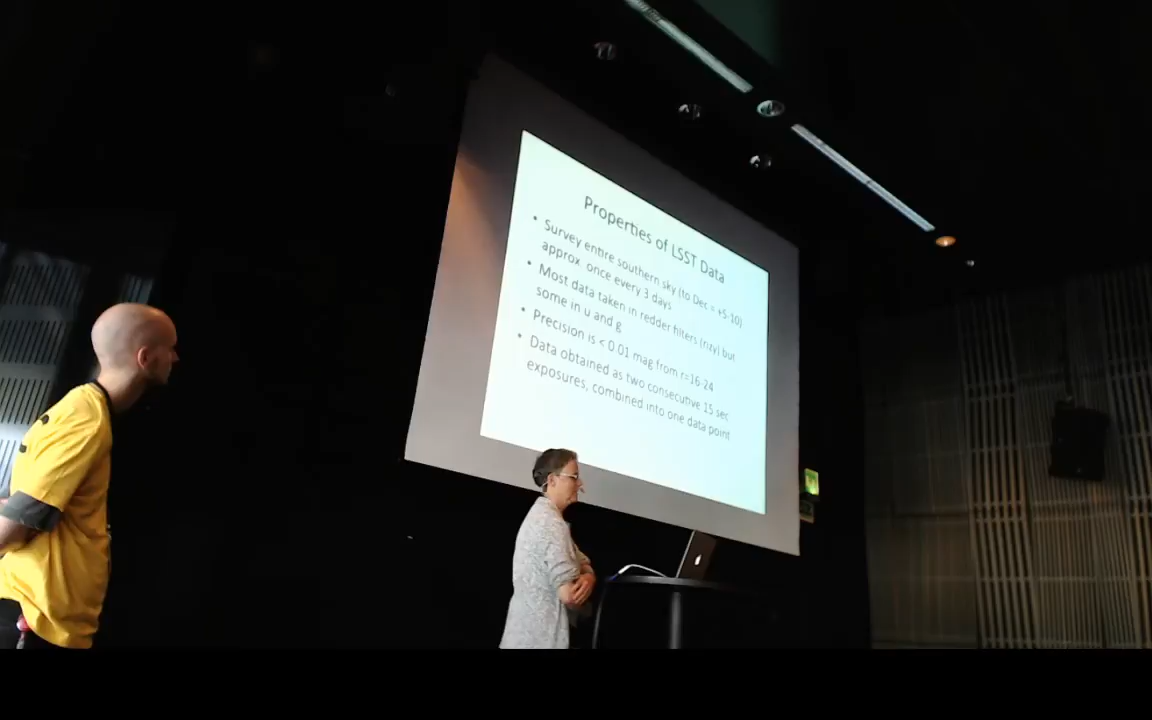 Properties of LSST Data
• Survey entire southern sky (to Dec = +5-10)
approx. once every 3 days
• Most data taken in redder filters (rizy) but
some in u and g
• Precision is < 0.01 mag from r=16-24
• Data obtained as two consecutive 15 sec
exposures, combined into one data point